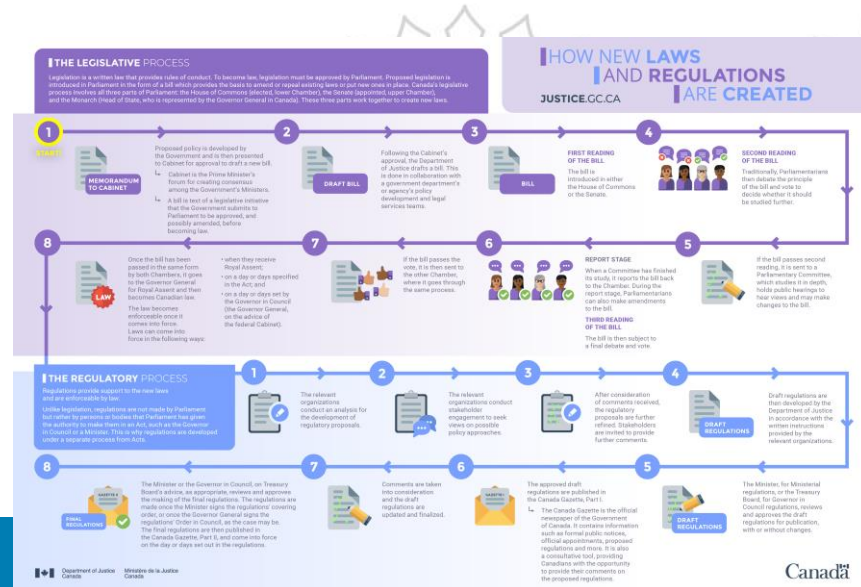 THE LEGISLATIVE PROCESS
Legislation is a written law that provides rules of conduct. To become law, legislation must be approved by Parliament. Proposed legislation is
introduced in Parliament in the form of a bill which provides the basis to amend or repeal existing laws or put new ones in place. Canada's legislative
process involves all three parts of Parliament: the House of Commons (elected, lower Chamber), the Senate (appointed, upper Chamber),
and the Monarch (Head of State, who is represented by the Governor General in Canada). These three parts work together to create new laws.
HOW NEW LAWS
AND REGULATIONS
ARE CREATED
JUSTICE.GC.CA
1
START
MEMORANDUM
TO CABINET
Proposed policy is developed by
the Government and is then presented
to Cabinet for approval to draft a new bill.
Cabinet is the Prime Minister's
forum for creating consensus
among the Government's Ministers.
A bill is text of a legislative initiative
that the Government submits to
Parliament to be approved, and
possibly amended, before
becoming law.
2
DRAFT BILL
Following the Cabinet's
approval, the Department
of Justice drafts a bill. This
is done in collaboration with
a government department's
or agency's policy
development and legal
services teams.
3
BILL
FIRST READING
OF THE BILL
The bill is
introduced in either
the House of Commons
or the Senate.
4
SECOND READING
OF THE BILL
Traditionally, Parliamentarians
then debate the principle
of the bill and vote to
decide whether it should
be studied further.
5
If the bill passes second
reading, it is sent to a
Parliamentary Committee,
which studies it in depth,
holds public hearings to
hear views and may make
changes to the bill.
6
REPORT STAGE
When a Committee has finished
its study, it reports the bill back
to the Chamber. During the
report stage, Parliamentarians
can also make amendments
to the bill.
THIRD READING
OF THE BILL
The bill is then subject to
a final debate and vote.
7
If the bill passes the
vote, it is then sent to
the other Chamber,
where it goes through
the same process.
8
LAW
Once the bill has been
passed in the same form
by both Chambers, it goes
to the Governor General
for Royal Assent and then
becomes Canadian law.
The law becomes
enforceable once it
comes into force.
Laws can come into
force in the following ways:
• when they receive
Royal Assent;
• on a day or days specified
in the Act; and
• on a day or days set by
the Governor in Council
(the Governor General,
on the advice of
the federal Cabinet).
THE REGULATORY PROCESS
Regulations provide support to the new laws
and are enforceable by law.
Unlike legislation, regulations are not made by Parliament
but rather by persons or bodies that Parliament has given
the authority to make them in an Act, such as the Governor
in Council or a Minister. This is why regulations are developed
under a separate process from Acts.
1
The relevant
organizations
conduct an analysis for
the development of
regulatory proposals.
2
The relevant
organizations conduct
stakeholder
engagement to seek
views on possible
policy approaches.
3
After consideration
of comments received,
the regulatory
proposals are further
refined. Stakeholders
are invited to provide
further comments.
4
DRAFT
REGULATIONS
Draft regulations are
then developed by the
Department of Justice
in accordance with the
written instructions
provided by the
relevant organizations.
5
DRAFT
REGULATIONS
The Minister, for Ministerial
regulations, or the Treasury
Board, for Governor in
Council regulations, reviews
and approves the draft
regulations for publication,
with or without changes.
6
GAZETTE I
The approved draft
regulations are published in
the Canada Gazette, Part I.
The Canada Gazette is the official
newspaper of the Government
of Canada. It contains information
such as formal public notices,
official appointments, proposed
regulations and more. It is also
a consultative tool, providing
Canadians with the opportunity
to provide their comments on
the proposed regulations.
7
Comments are taken
into consideration
and the draft
regulations are
updated and finalized.
8
GAZETTE II
FINAL
REGULATIONS
The Minister or the Governor in Council, on Treasury
Board's advice, as appropriate, reviews and approves
the making of the final regulations. The regulations are
made once the Minister signs the regulations' covering
order, or once the Governor General signs the
regulations' Order in Council, as the case may be.
The final regulations are then published in
the Canada Gazette, Part II, and come into force
on the day or days set out in the regulations.
Department of Justice
Canada
Ministère de la Justice
Canada
Canada